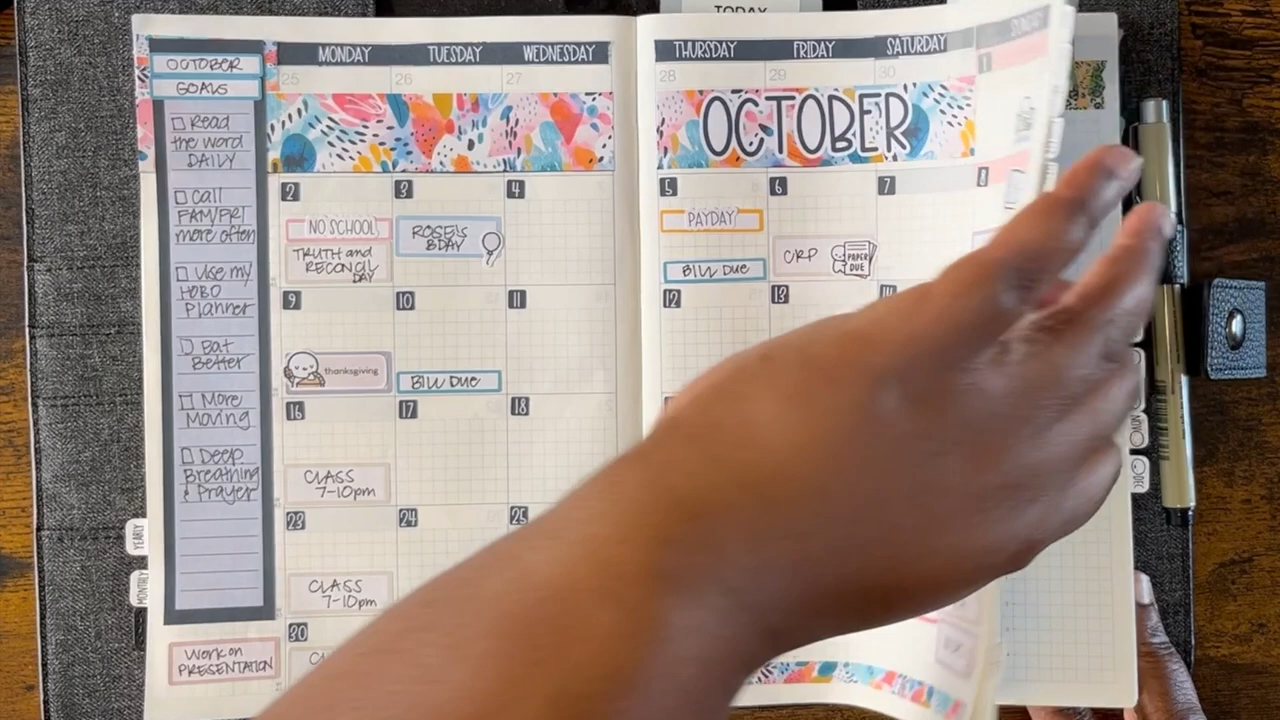 TODAY
OCTOBER
GOALS
Read
the word
DAILY
call
FAM/FRI
more often
Use my
HOBO
Planner
Eat
Better
More
Moving
Deep
Breathing
& Prayer
Work on
PRESENTATION
YEARLY
MONTHLY
MONDAY TUESDAY WEDNESDAY THURSDAY FRIDAY SATURDAY SUNDAY
25 26 27 28 29 30 1
OCTOBER
2 3 4 5 6 7 8
NO SCHOOL
TRUTH and
RECONCIL
DAY
ROSE'S
BDAY
PAYDAY
BILL DUE
CRP
PAPER
DUE
9 10 11 12 13
thanksgiving
BILL DUE
16 17 18
CLASS
7-10pm
23 24 25
CLASS
7-10pm
30
NOV
DEC